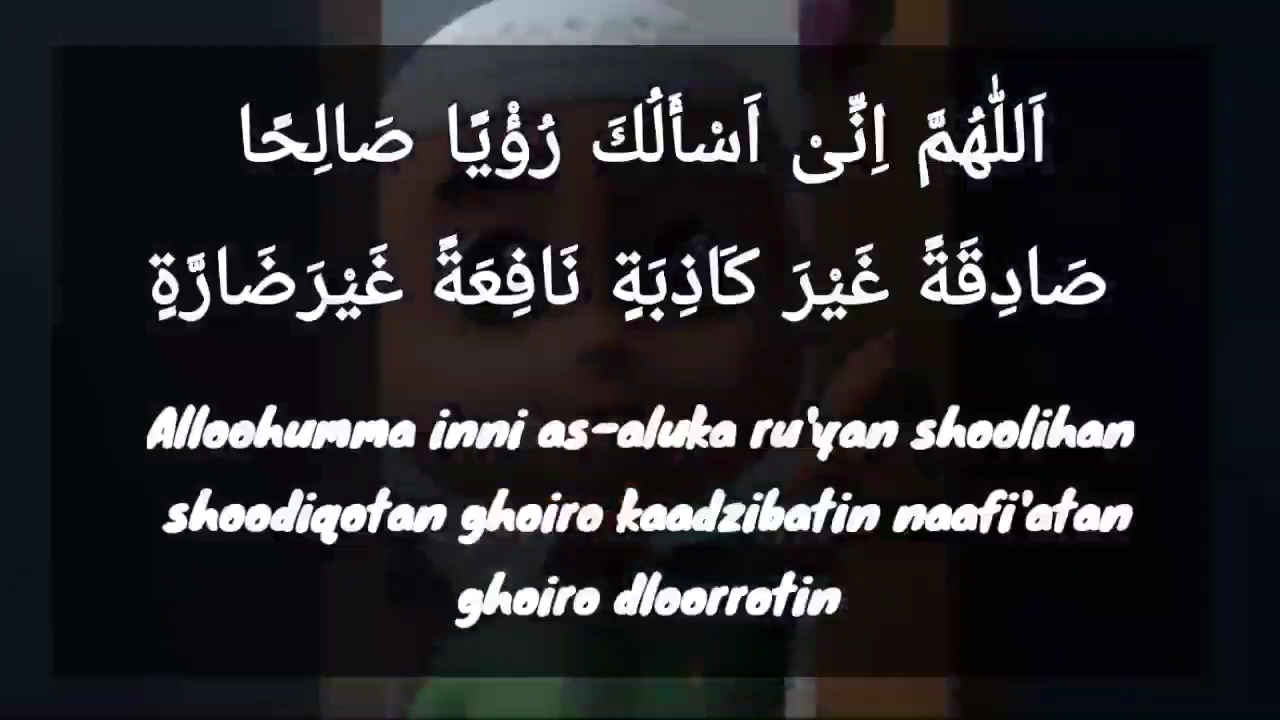 اَللّٰهُمَّ اِنِّىْ اَسْأَلُكَ رُؤْيًا صَالِحًا
صَادِقَةً غَيْرَ كَاذِبَةٍ نَافِعَةً غَيْرَضَارَّةٍ
Alloohumma inni as-aluka ru'yan shoolihan
shoodiqotan ghoiro kaadzibatin naafi'atan
ghoiro dloorrotin